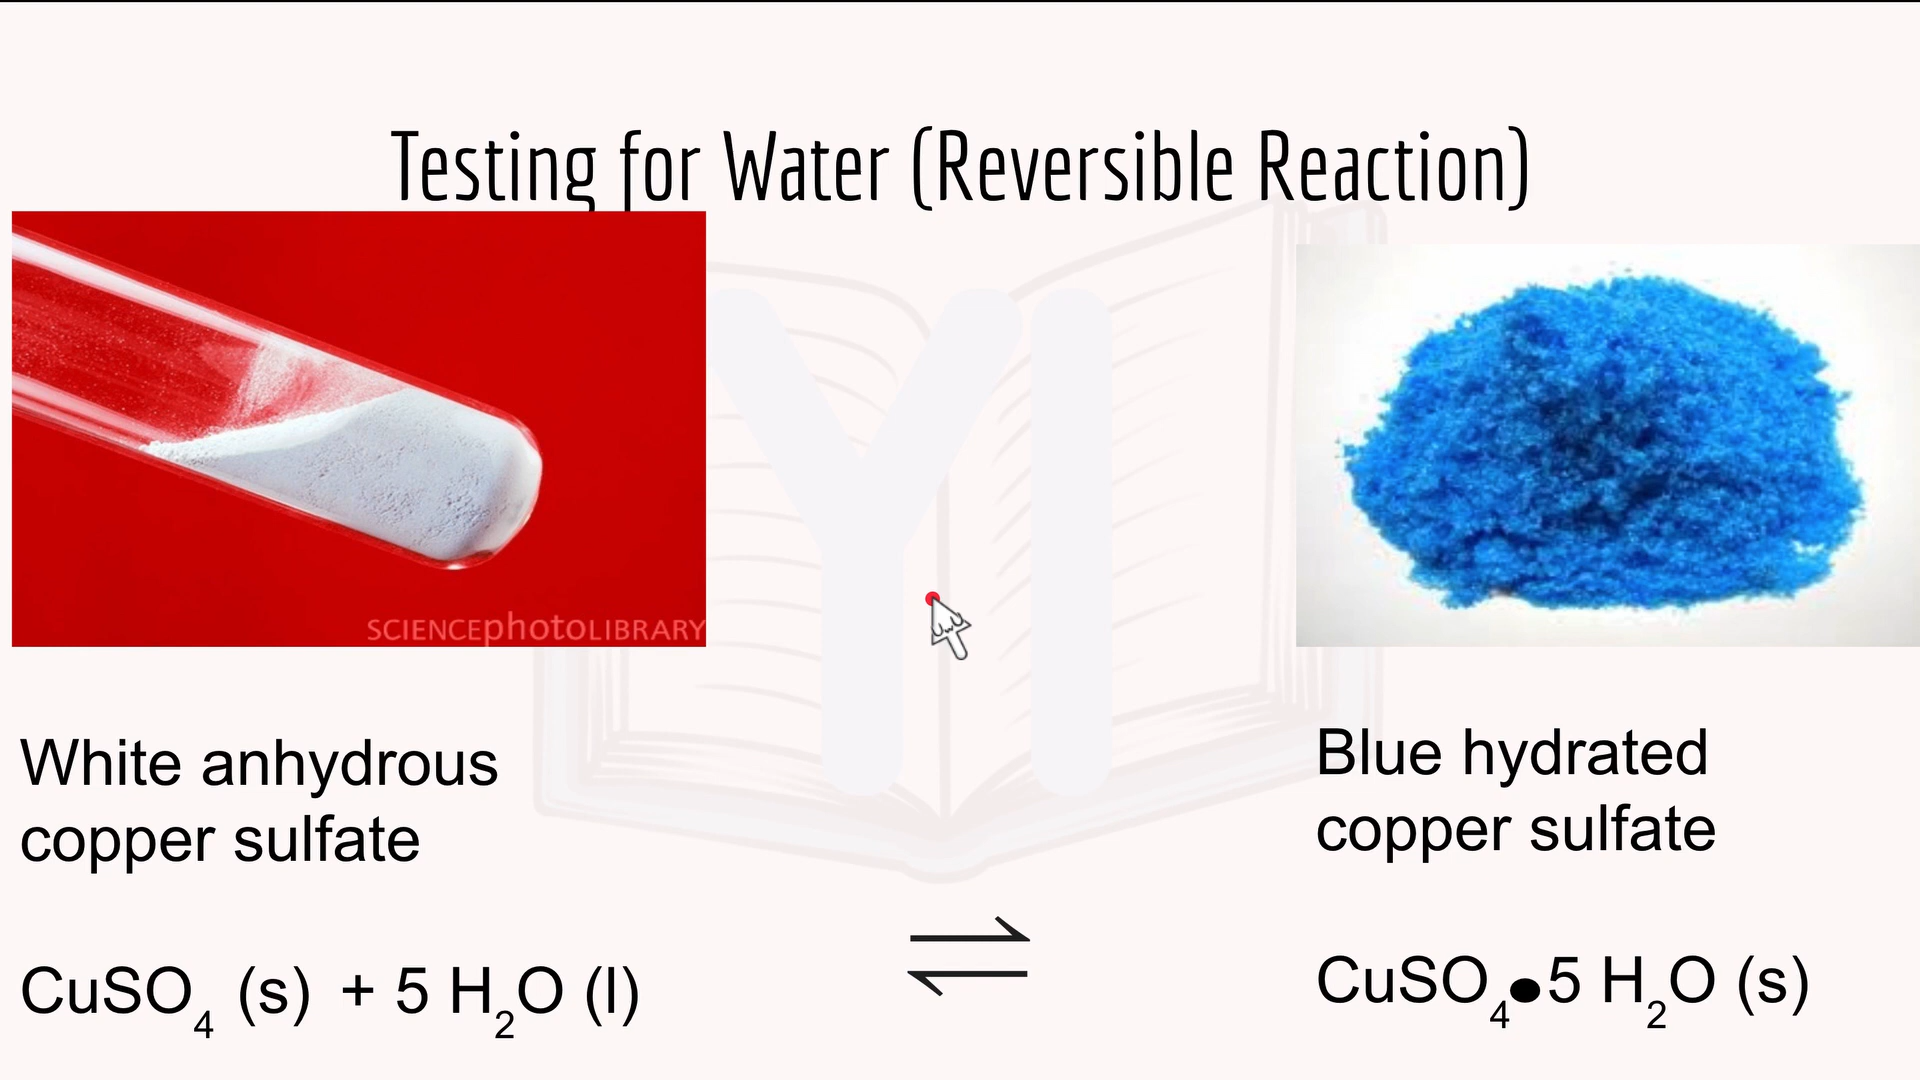 Testing for Water (Reversible Reaction)
SCIENCEphotoLIBRARY
YI
White anhydrous
copper sulfate
Blue hydrated
copper sulfate
CuSO₄ (s) + 5 H₂O (l) ⇌ CuSO₄•5 H₂O (s)